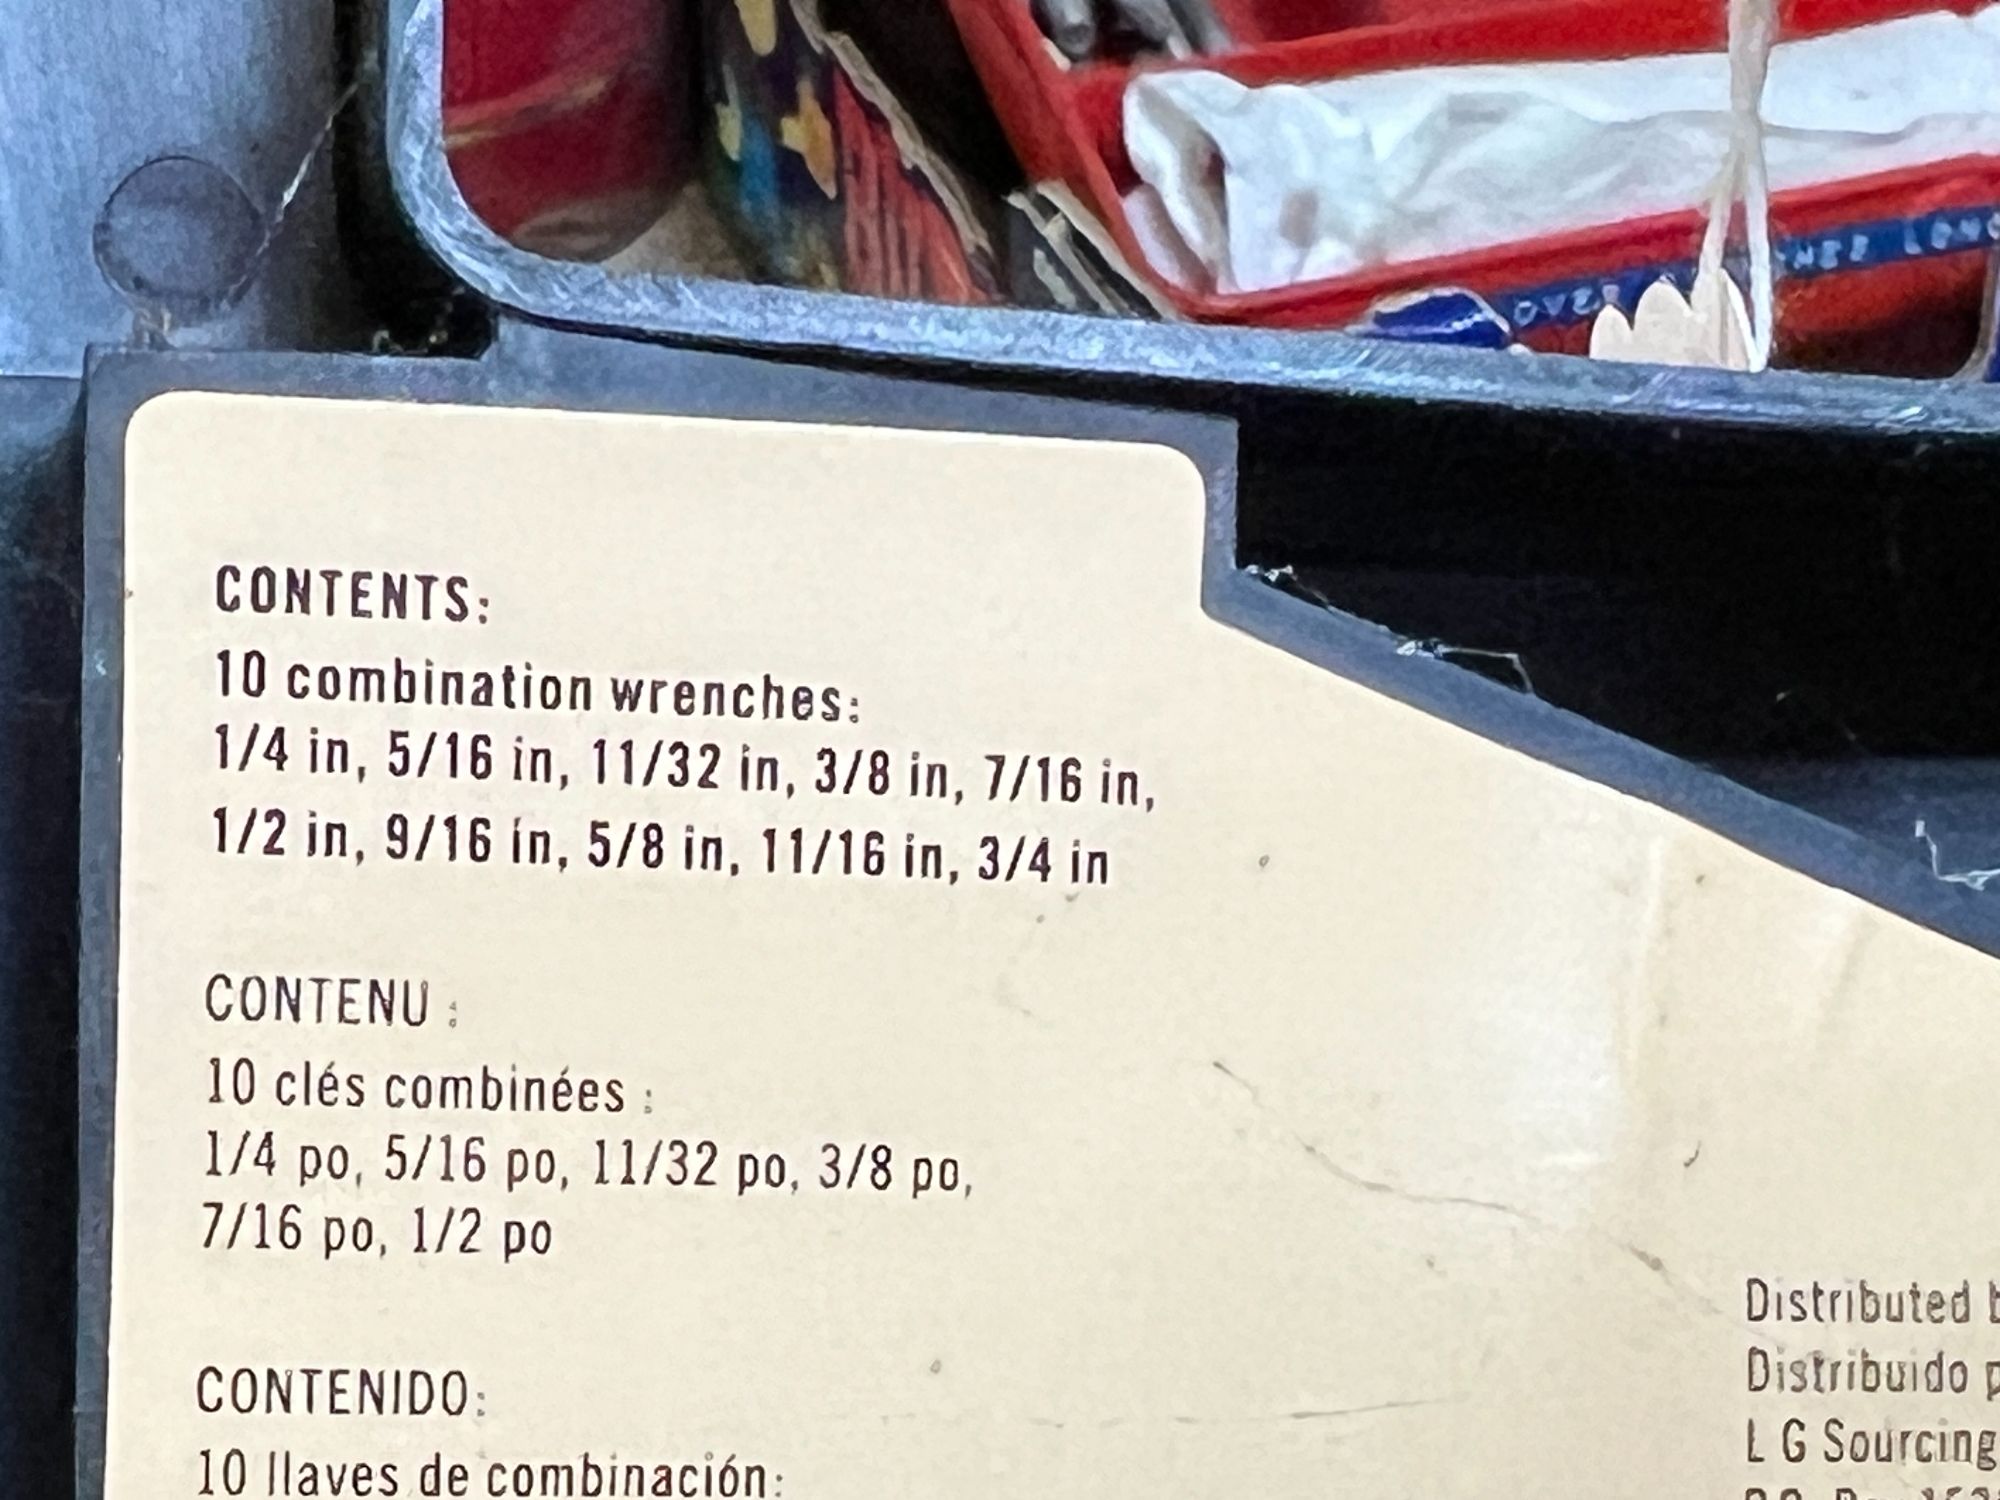 CONTENTS:
10 combination wrenches:
1/4 in, 5/16 in, 11/32 in, 3/8 in, 7/16 in,
1/2 in, 9/16 in, 5/8 in, 11/16 in, 3/4 in
CONTENU :
10 clés combinées :
1/4 po, 5/16 po, 11/32 po, 3/8 po,
7/16 po, 1/2 po
CONTENIDO:
10 llaves de combinación:
Distributed
Distribuido
L G Sourcing